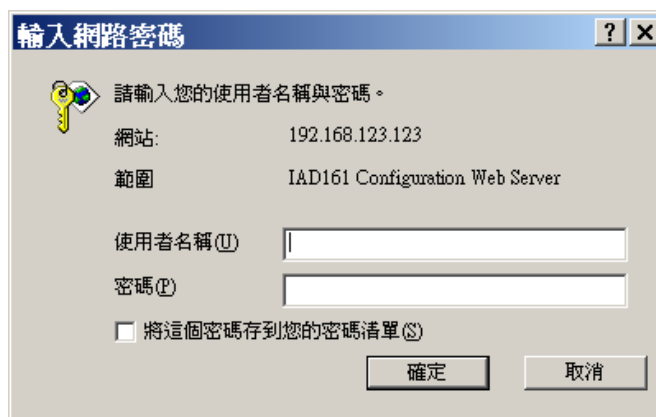 輸入網路密碼
請輸入您的使用者名稱與密碼。
網站: 192.168.123.123
範圍 IAD161 Configuration Web Server
使用者名稱(U)
密碼(P)
將這個密碼存到您的密碼清單(S)
確定 取消